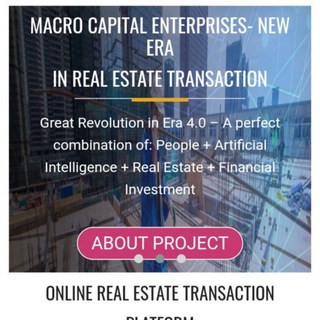 MACRO CAPITAL ENTERPRISES- NEW
ERA
IN REAL ESTATE TRANSACTION
Great Revolution in Era 4.0 – A perfect
combination of: People + Artificial
Intelligence + Real Estate + Financial
Investment
ABOUT PROJECT
ONLINE REAL ESTATE TRANSACTION
PLATFORM